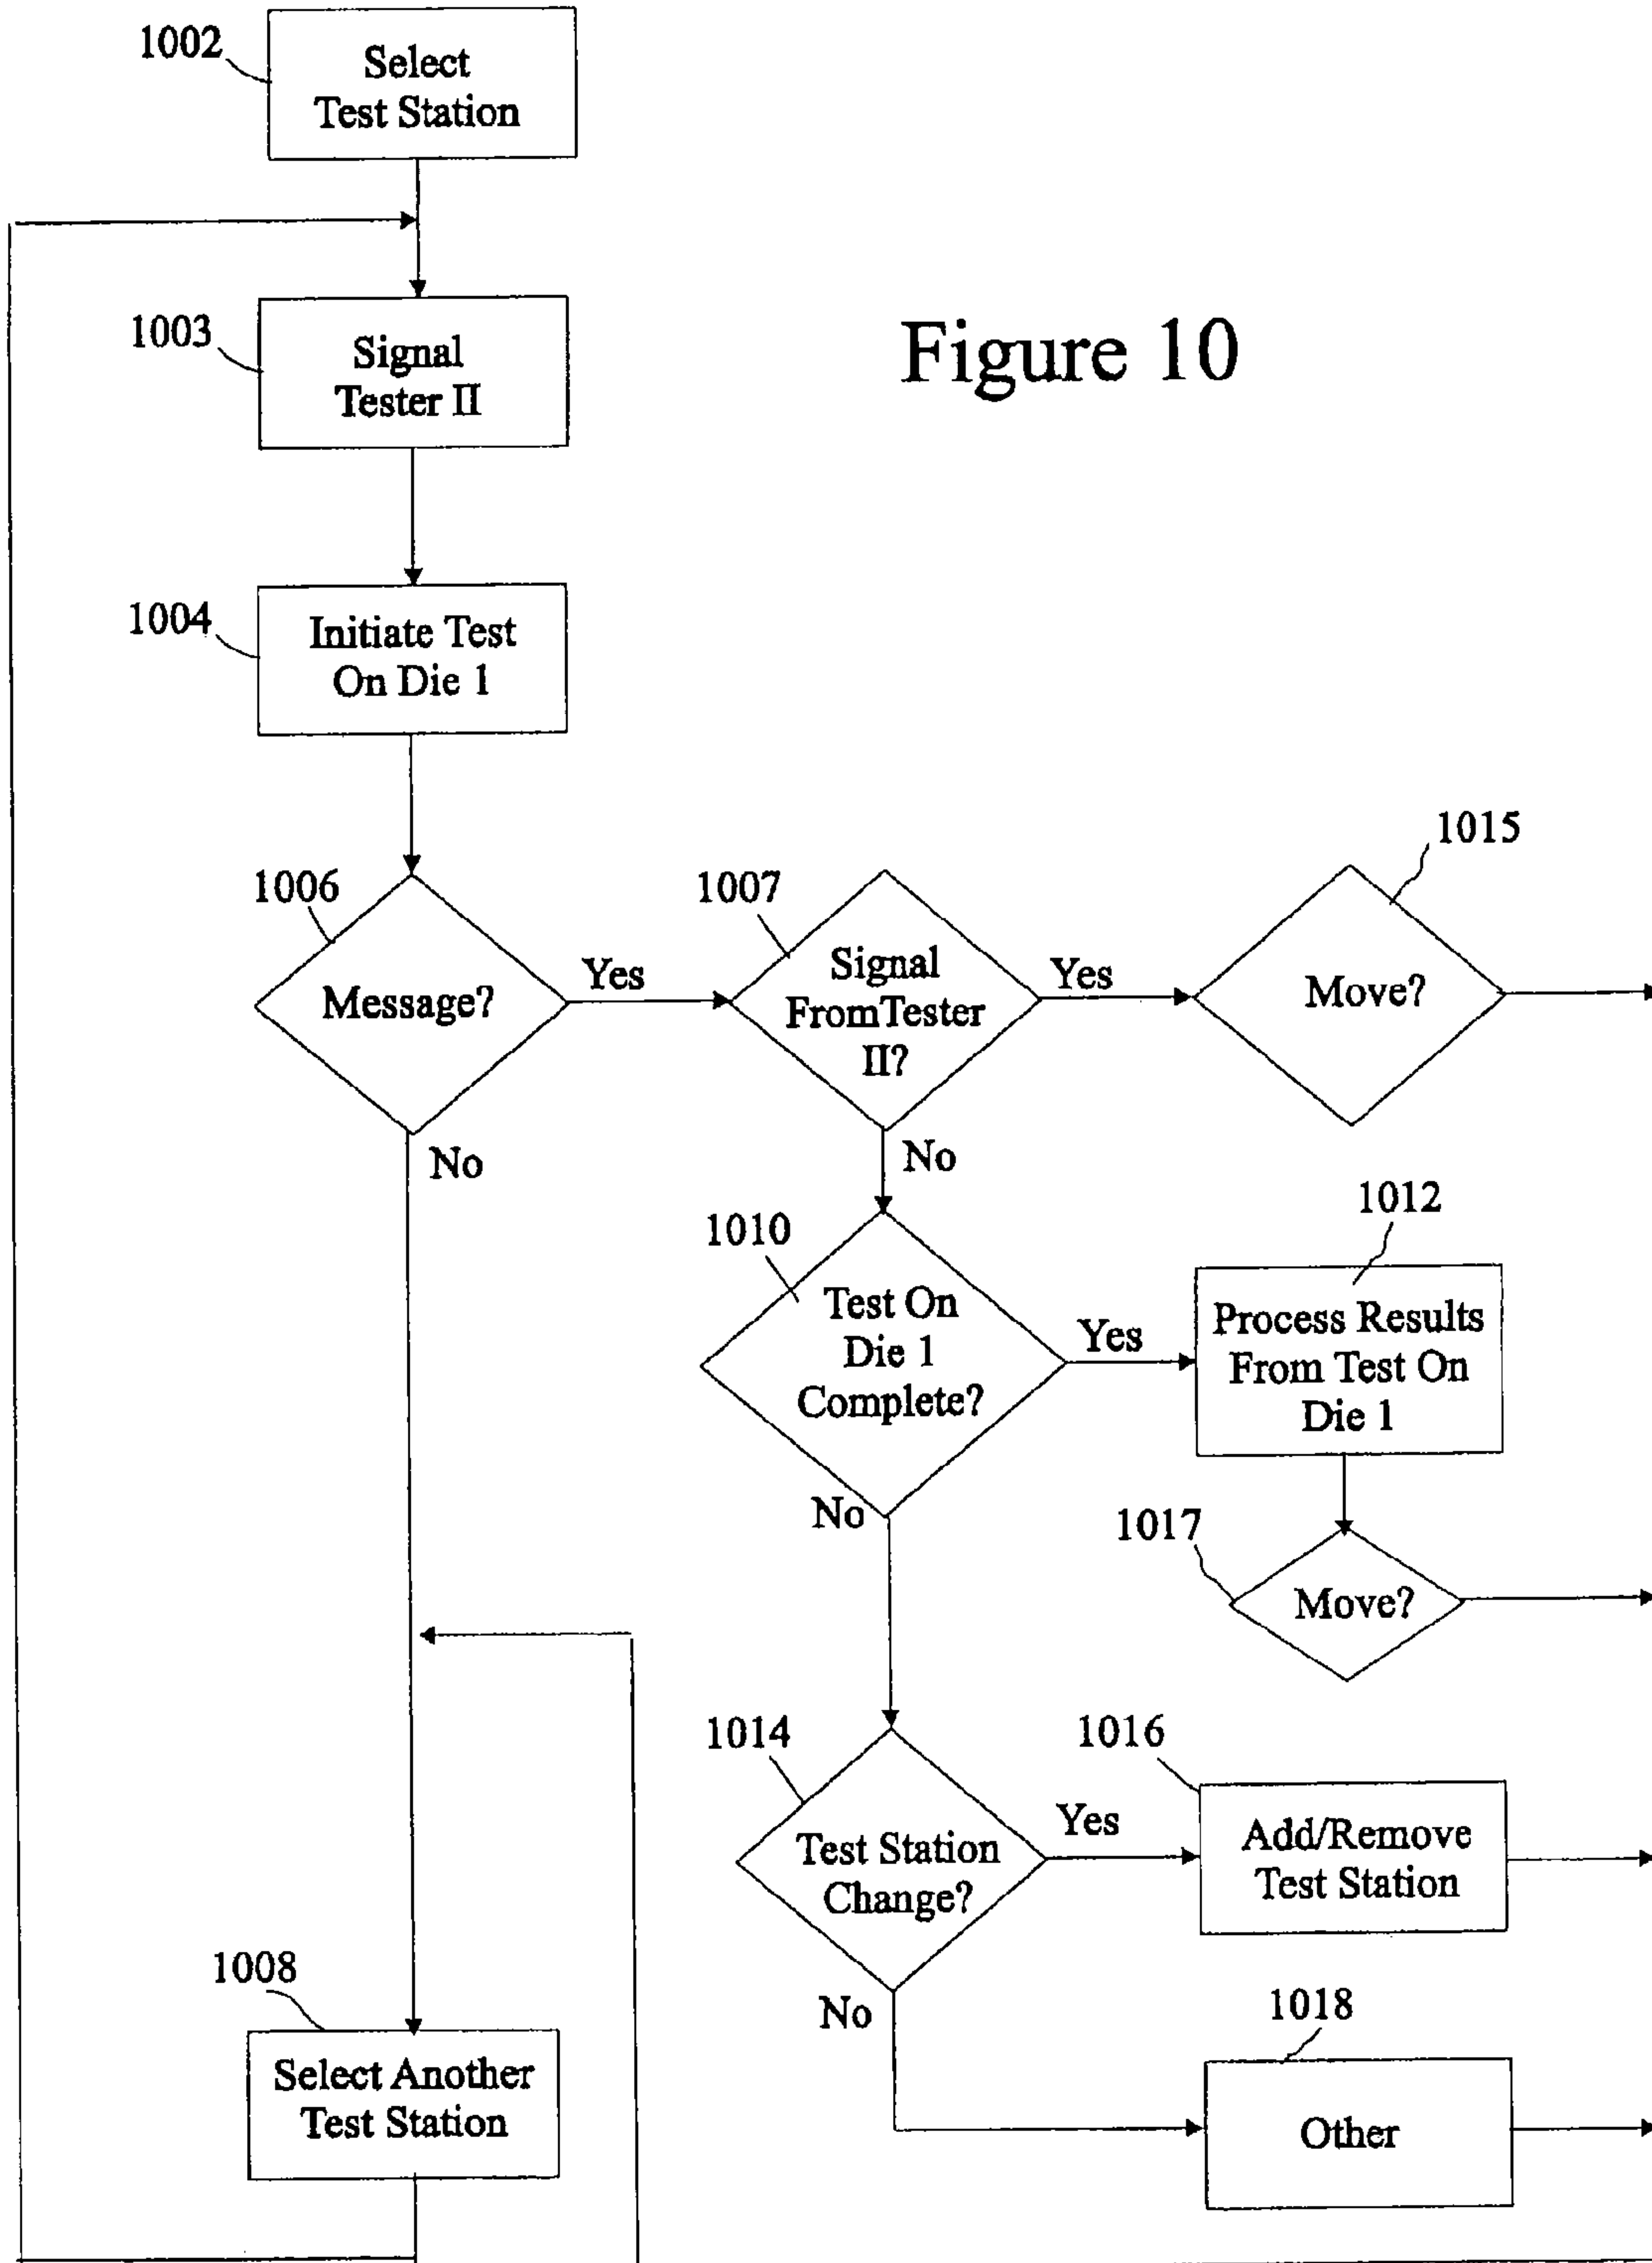 1002
Select
Test Station
1003
Signal
Tester II
Figure 10
1004
Initiate Test
On Die 1
1006
Message?
Yes
No
1007
Signal
FromTester
II?
Yes
No
1015
Move?
1010
Test On
Die 1
Complete?
Yes
No
1012
Process Results
From Test On
Die 1
1017
Move?
1014
Test Station
Change?
Yes
No
1016
Add/Remove
Test Station
1008
Select Another
Test Station
1018
Other